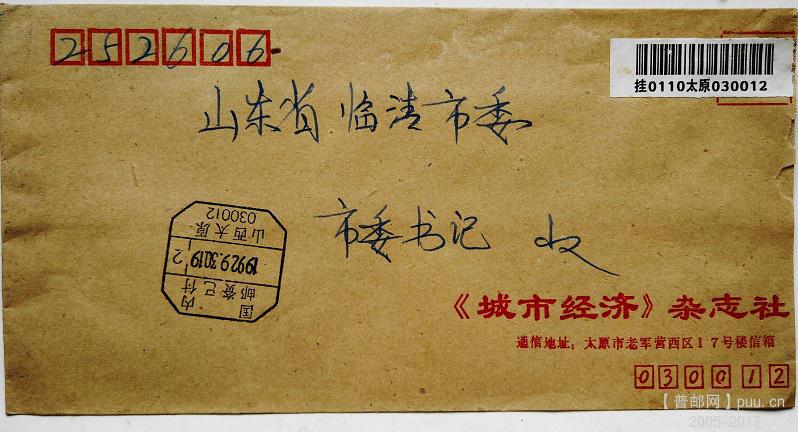 252606
挂0110太原030012
山东省临清市委
市委书记 收
030012
山西太原
1992.9.30.19 2
国内
邮资已付
《城市经济》杂志社
通信地址：太原市老军营西区17号楼信箱
030012
【普邮网】puu.cn
2005-2017